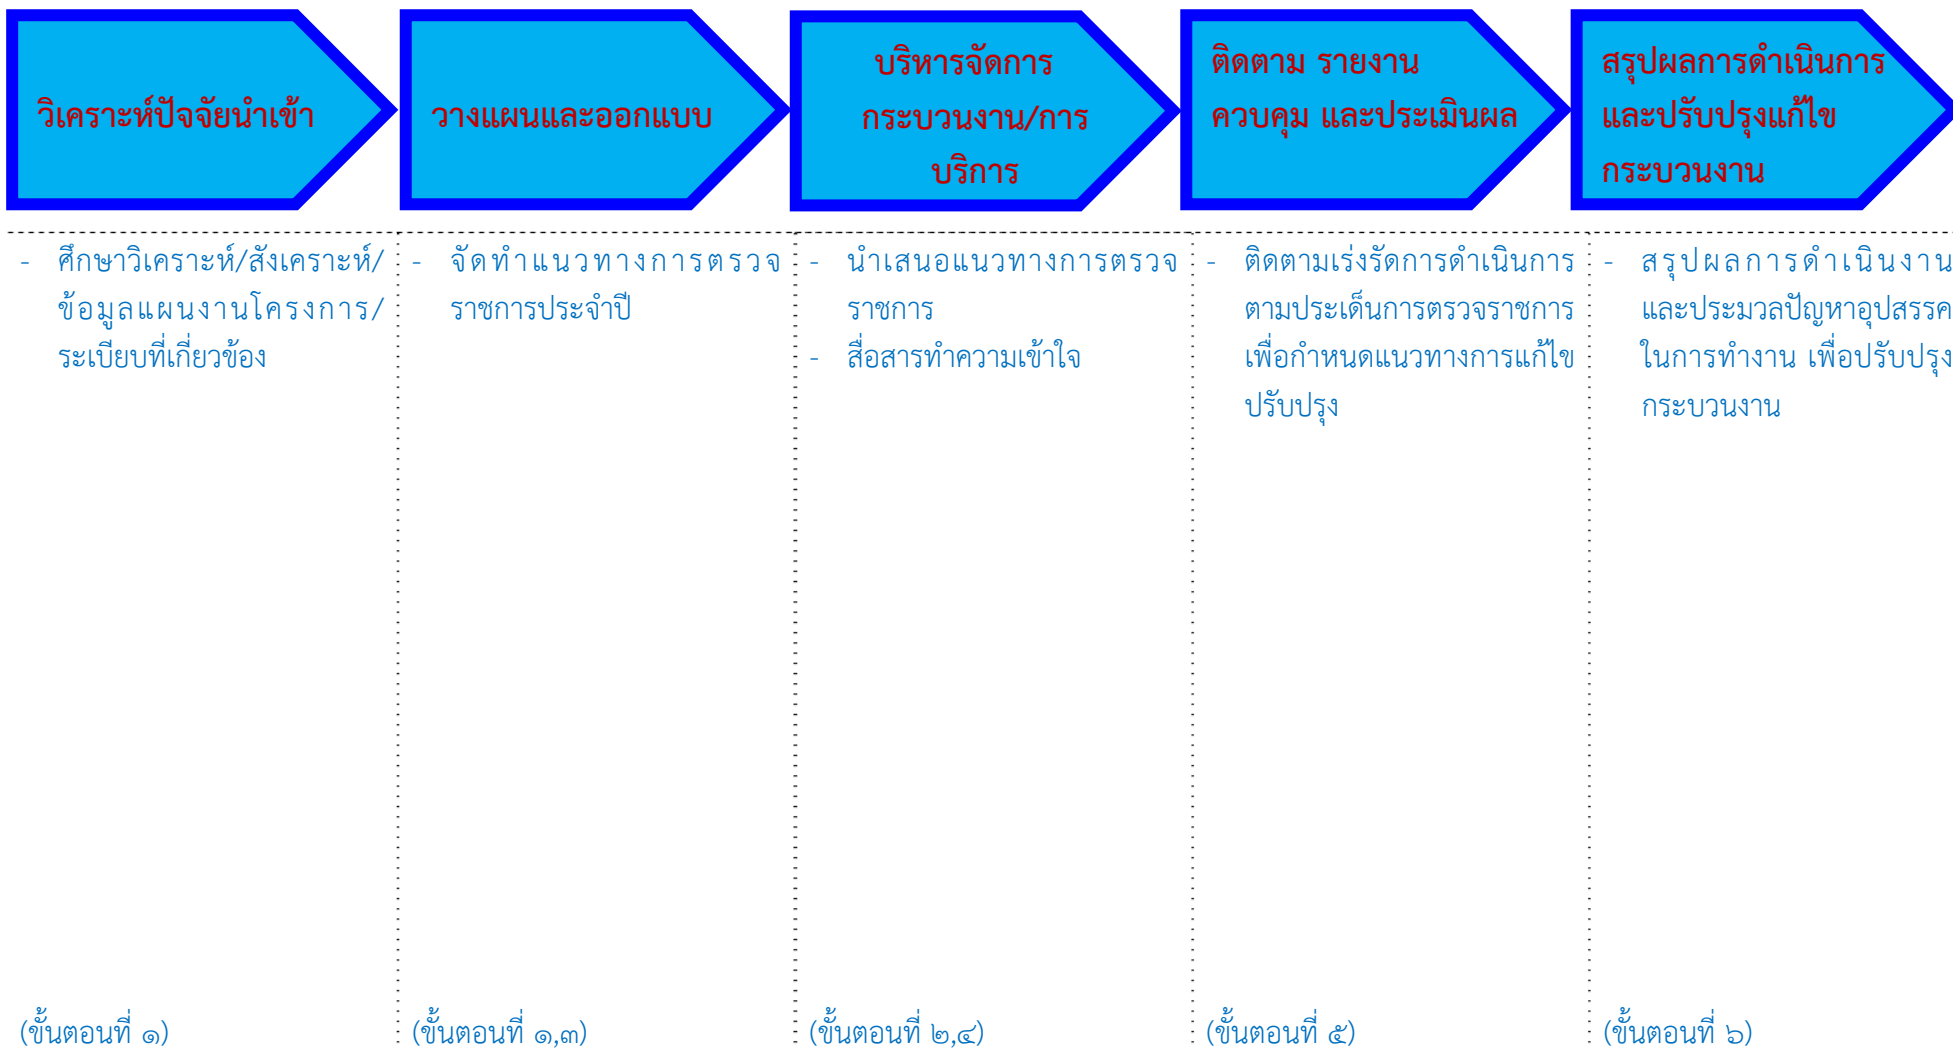 วิเคราะห์ปัจจัยนำเข้า
วางแผนและออกแบบ
บริหารจัดการ
กระบวนงาน/การ
บริการ
ติดตาม รายงาน
ควบคุม และประเมินผล
สรุปผลการดำเนินการ
และปรับปรุงแก้ไข
กระบวนงาน
- ศึกษาวิเคราะห์/สังเคราะห์/
ข้อมูลแผนงานโครงการ/
ระเบียบที่เกี่ยวข้อง
(ขั้นตอนที่ ๑)
- จัดทำแนวทางการตรวจ
ราชการประจำปี
(ขั้นตอนที่ ๑,๓)
- นำเสนอแนวทางการตรวจ
ราชการ
- สื่อสารทำความเข้าใจ
(ขั้นตอนที่ ๒,๔)
- ติดตามเร่งรัดการดำเนินการ
ตามประเด็นการตรวจราชการ
เพื่อกำหนดแนวทางการแก้ไข
ปรับปรุง
(ขั้นตอนที่ ๕)
- สรุปผลการดำเนินงาน
และประมวลปัญหาอุปสรรค
ในการทำงาน เพื่อปรับปรุง
กระบวนงาน
(ขั้นตอนที่ ๖)